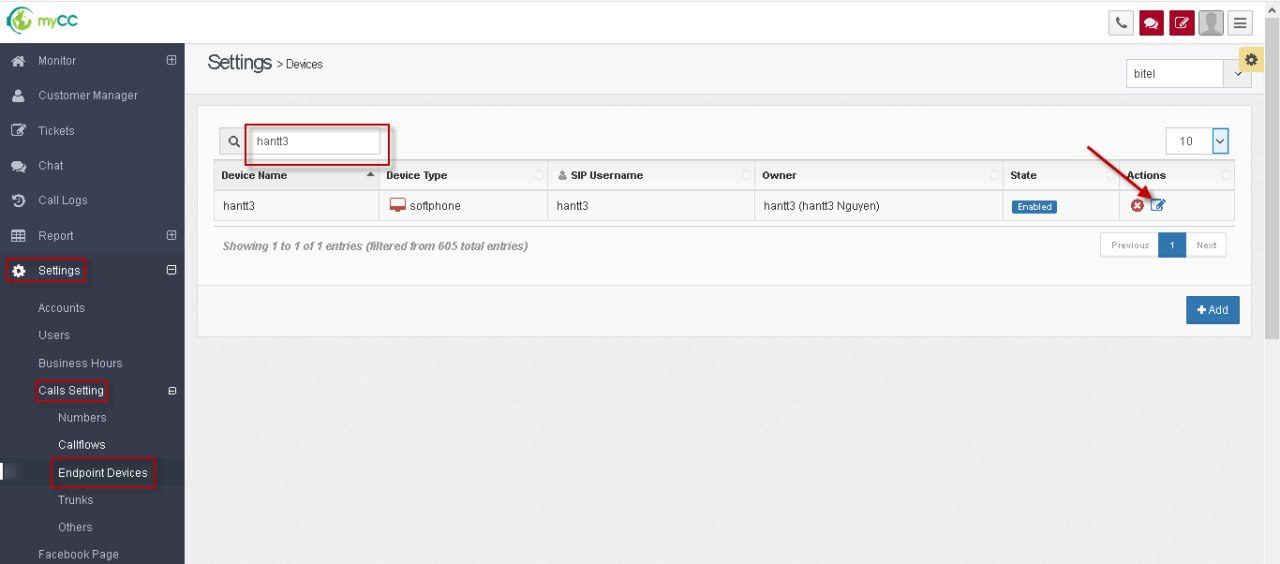 myCC
Monitor
Customer Manager
Tickets
Chat
Call Logs
Report
Settings
Accounts
Users
Business Hours
Calls Setting
Numbers
Callflows
Endpoint Devices
Trunks
Others
Facebook Page
Settings > Devices
bitel
hantt3
10
Device Name Device Type SIP Username Owner State Actions
hantt3 softphone hantt3 hantt3 (hantt3 Nguyen) Enabled
Showing 1 to 1 of 1 entries (filtered from 605 total entries)
Previous 1 Next
+ Add